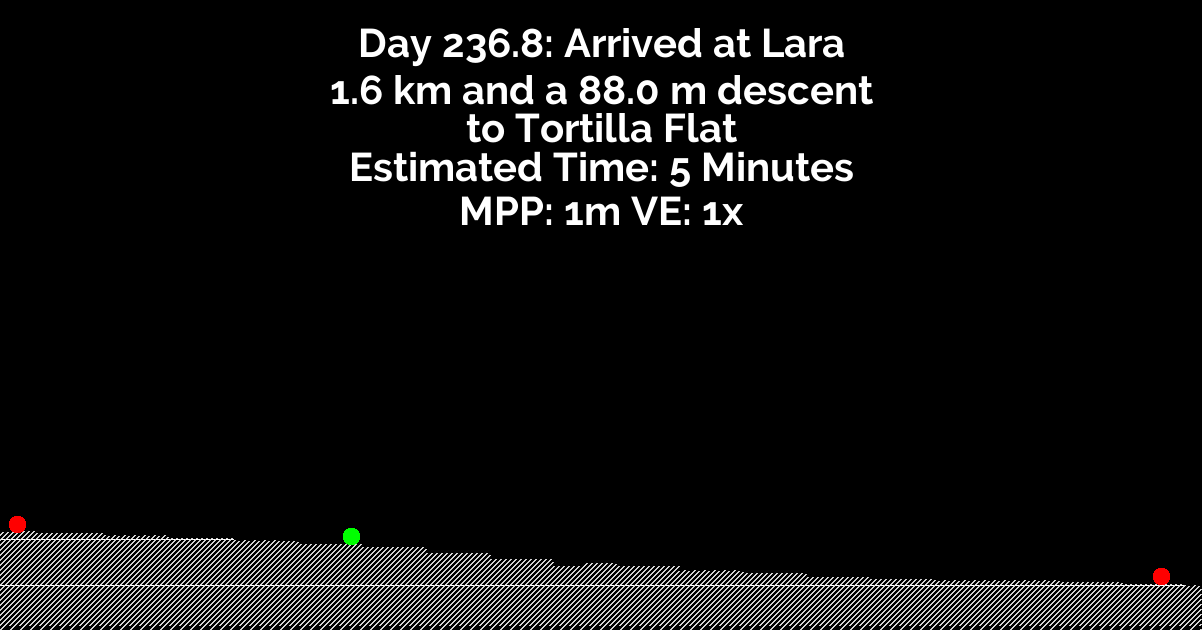 Day 236.8: Arrived at Lara
1.6 km and a 88.0 m descent
to Tortilla Flat
Estimated Time: 5 Minutes
MPP: 1m VE: 1x